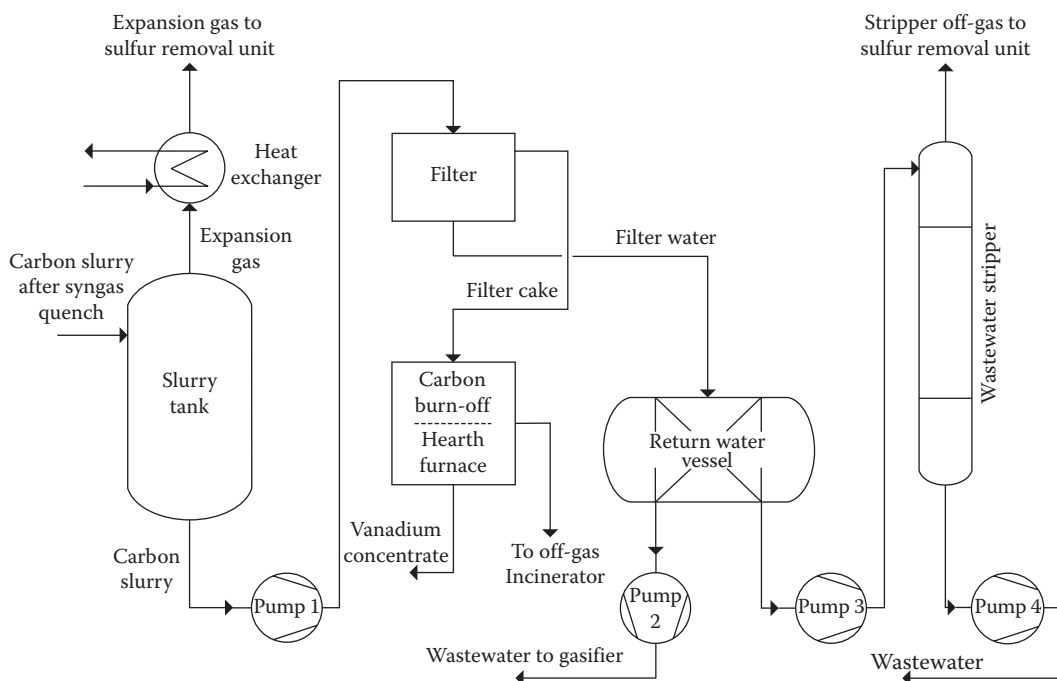 Expansion gas to
sulfur removal unit
Stripper off-gas to
sulfur removal unit
Heat
exchanger
Filter
Expansion
gas
Filter water
Carbon slurry
after syngas
quench
Filter cake
Wastewater stripper
Slurry
tank
Carbon
burn-off
Hearth
furnace
Return water
vessel
Vanadium
concentrate
To off-gas
Incinerator
Carbon
slurry
Pump 1
Pump
2
Pump 3
Pump 4
Wastewater to gasifier
Wastewater